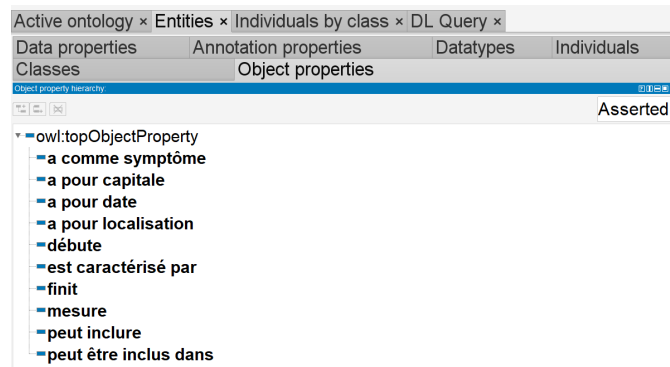 Active ontology × Entities × Individuals by class × DL Query ×
Data properties Annotation properties Datatypes Individuals
Classes Object properties
Object property hierarchy
Asserted
owl:topObjectProperty
a comme symptôme
a pour capitale
a pour date
a pour localisation
débute
est caractérisé par
finit
mesure
peut inclure
peut être inclus dans